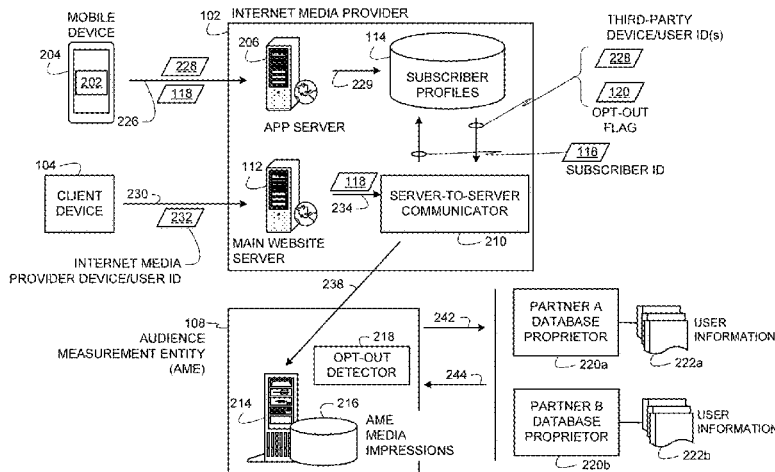 INTERNET MEDIA PROVIDER
MOBILE
DEVICE
204
202
228
118
226
102
206
APP SERVER
229
114
SUBSCRIBER
PROFILES
THIRD-PARTY
DEVICE/USER ID(s)
228
120
OPT-OUT
FLAG
116
SUBSCRIBER ID
104
CLIENT
DEVICE
230
232
INTERNET MEDIA
PROVIDER DEVICE/USER ID
112
MAIN WEBSITE
SERVER
118
234
SERVER-TO-SERVER
COMMUNICATOR
210
238
108
AUDIENCE
MEASUREMENT ENTITY
(AME)
218
OPT-OUT
DETECTOR
214
216
AME
MEDIA
IMPRESSIONS
242
244
PARTNER A
DATABASE
PROPRIETOR
220a
USER
INFORMATION
222a
PARTNER B
DATABASE
PROPRIETOR
220b
USER
INFORMATION
222b